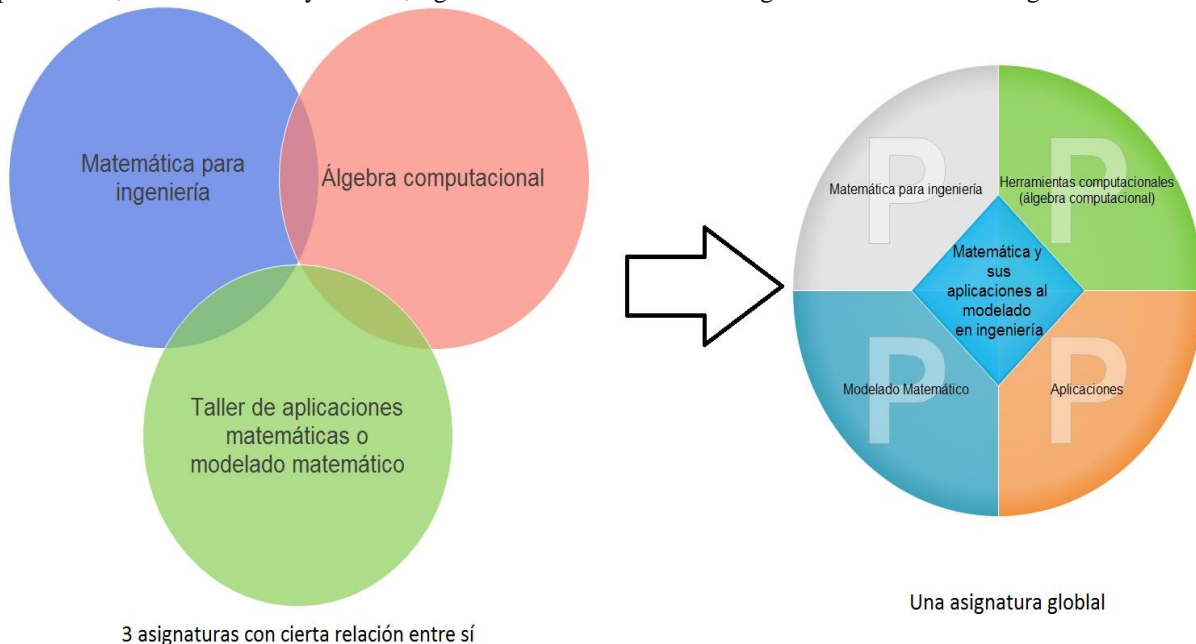 Matemática para
ingeniería
Álgebra computacional
Taller de aplicaciones
matemáticas o
modelado matemático
3 asignaturas con cierta relación entre sí
P
P
Matemática para ingeniería
Herramientas computacionales
(álgebra computacional)
Matemática y
sus
aplicaciones al
modelado
en ingeniería
P
P
Modelado Matemático
Aplicaciones
Una asignatura globlal